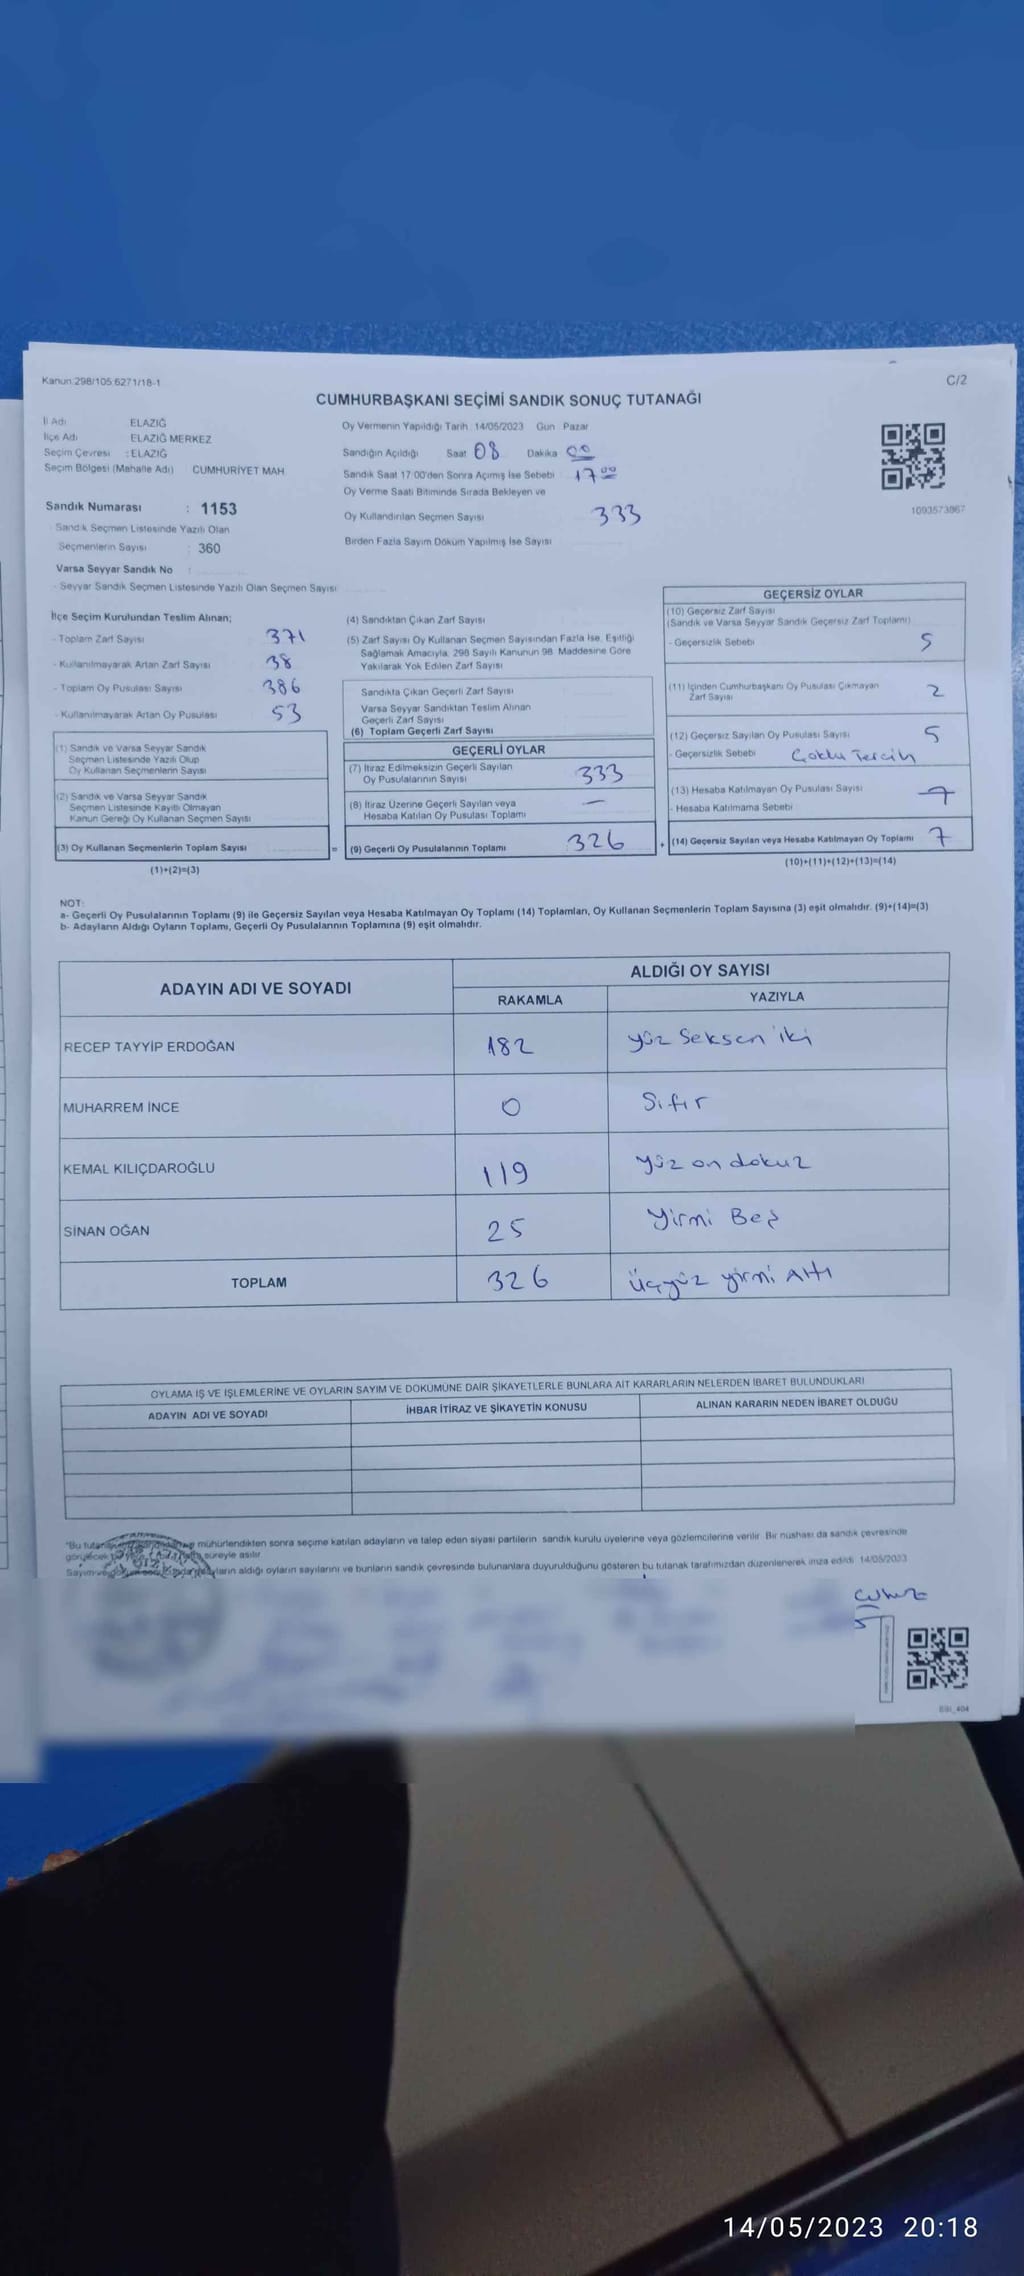 Kanun.298/105.6271/18-1
C/2
CUMHURBAŞKANI SEÇİMİ SANDIK SONUÇ TUTANAĞI
İl Adı ELAZIĞ
İlçe Adı ELAZIĞ MERKEZ
Seçim Çevresi : ELAZIĞ
Seçim Bölgesi (Mahalle Adı) CUMHURİYET MAH.
Sandık Numarası : 1153
- Sandık Seçmen Listesinde Yazılı Olan
Seçmenlerin Sayısı : 360
Varsa Seyyar Sandık No :
- Seyyar Sandık Seçmen Listesinde Yazılı Olan Seçmen Sayısı
Oy Vermenin Yapıldığı Tarih 14/05/2023 Gün Pazar
Sandığın Açıldığı Saat 08 Dakika 00
Sandık Saat 17:00'den Sonra Açımış İse Sebebi 17 00
Oy Verme Saati Bitiminde Sırada Bekleyen ve
Oy Kullandırılan Seçmen Sayısı 333
Birden Fazla Sayım Döküm Yapılmış İse Sayısı
1093573867
İlçe Seçim Kurulundan Teslim Alınan;
- Toplam Zarf Sayısı 371
- Kullanılmayarak Artan Zarf Sayısı 38
- Toplam Oy Pusulası Sayısı 386
- Kullanılmayarak Artan Oy Pusulası 53
(1) Sandık ve Varsa Seyyar Sandık
Seçmen Listesinde Yazılı Olup
Oy Kullanan Seçmenlerin Sayısı
(2) Sandık ve Varsa Seyyar Sandık
Seçmen Listesinde Kayıtlı Olmayan
Kanun Gereği Oy Kullanan Seçmen Sayısı
(3) Oy Kullanan Seçmenlerin Toplam Sayısı =
(1)+(2)=(3)
(4) Sandıktan Çıkan Zarf Sayısı
(5) Zarf Sayısı Oy Kullanan Seçmen Sayısından Fazla İse, Eşitliği
Sağlamak Amacıyla, 298 Sayılı Kanunun 98. Maddesine Göre
Yakılarak Yok Edilen Zarf Sayısı
Sandıkta Çıkan Geçerli Zarf Sayısı
Varsa Seyyar Sandıktan Teslim Alınan
Geçerli Zarf Sayısı
(6) Toplam Geçerli Zarf Sayısı
GEÇERLİ OYLAR
(7) İtiraz Edilmeksizin Geçerli Sayılan
Oy Pusulalarının Sayısı 333
(8) İtiraz Üzerine Geçerli Sayılan veya
Hesaba Katılan Oy Pusulası Toplamı —
(9) Geçerli Oy Pusulalarının Toplamı 326 +
GEÇERSİZ OYLAR
(10) Geçersiz Zarf Sayısı
(Sandık ve Varsa Seyyar Sandık Geçersiz Zarf Toplamı)
- Geçersizlik Sebebi 5
(11) İçinden Cumhurbaşkanı Oy Pusulası Çıkmayan
Zarf Sayısı 2
(12) Geçersiz Sayılan Oy Pusulası Sayısı 5
- Geçersizlik Sebebi Çoklu Tercih
(13) Hesaba Katılmayan Oy Pusulası Sayısı 7
- Hesaba Katılmama Sebebi
(14) Geçersiz Sayılan veya Hesaba Katılmayan Oy Toplamı 7
(10)+(11)+(12)+(13)=(14)
NOT:
a- Geçerli Oy Pusulalarının Toplamı (9) ile Geçersiz Sayılan veya Hesaba Katılmayan Oy Toplamı (14) Toplamları, Oy Kullanan Seçmenlerin Toplam Sayısına (3) eşit olmalıdır. (9)+(14)=(3)
b- Adayların Aldığı Oyların Toplamı, Geçerli Oy Pusulalarının Toplamına (9) eşit olmalıdır.
ADAYIN ADI VE SOYADI
ALDIĞI OY SAYISI
RAKAMLA YAZIYLA
RECEP TAYYİP ERDOĞAN 182 yüz Seksen iki
MUHARREM İNCE 0 Sıfır
KEMAL KILIÇDAROĞLU 119 yüz on dokuz
SİNAN OĞAN 25 Yirmi Beş
TOPLAM 326 üçyüz yirmi Altı
OYLAMA İŞ VE İŞLEMLERİNE VE OYLARIN SAYIM VE DÖKÜMÜNE DAİR ŞİKAYETLERLE BUNLARA AİT KARARLARIN NELERDEN İBARET BULUNDUKLARI
ADAYIN ADI VE SOYADI İHBAR İTİRAZ VE ŞİKAYETİN KONUSU ALINAN KARARIN NEDEN İBARET OLDUĞU
*Bu mühürlendikten sonra seçime katılan adayların ve talep eden siyasi partilerin sandık kurulu üyelerine veya gözlemcilerine verilir. Bir nüshası da sandık çevresinde
görülecek süreyle asılır.
aldığı oyların sayılarını ve bunların sandık çevresinde bulunanlara duyurulduğunu gösteren bu tutanak tarafımızdan düzenlenerek imza edildi. 14/05/2023
14/05/2023 20:18